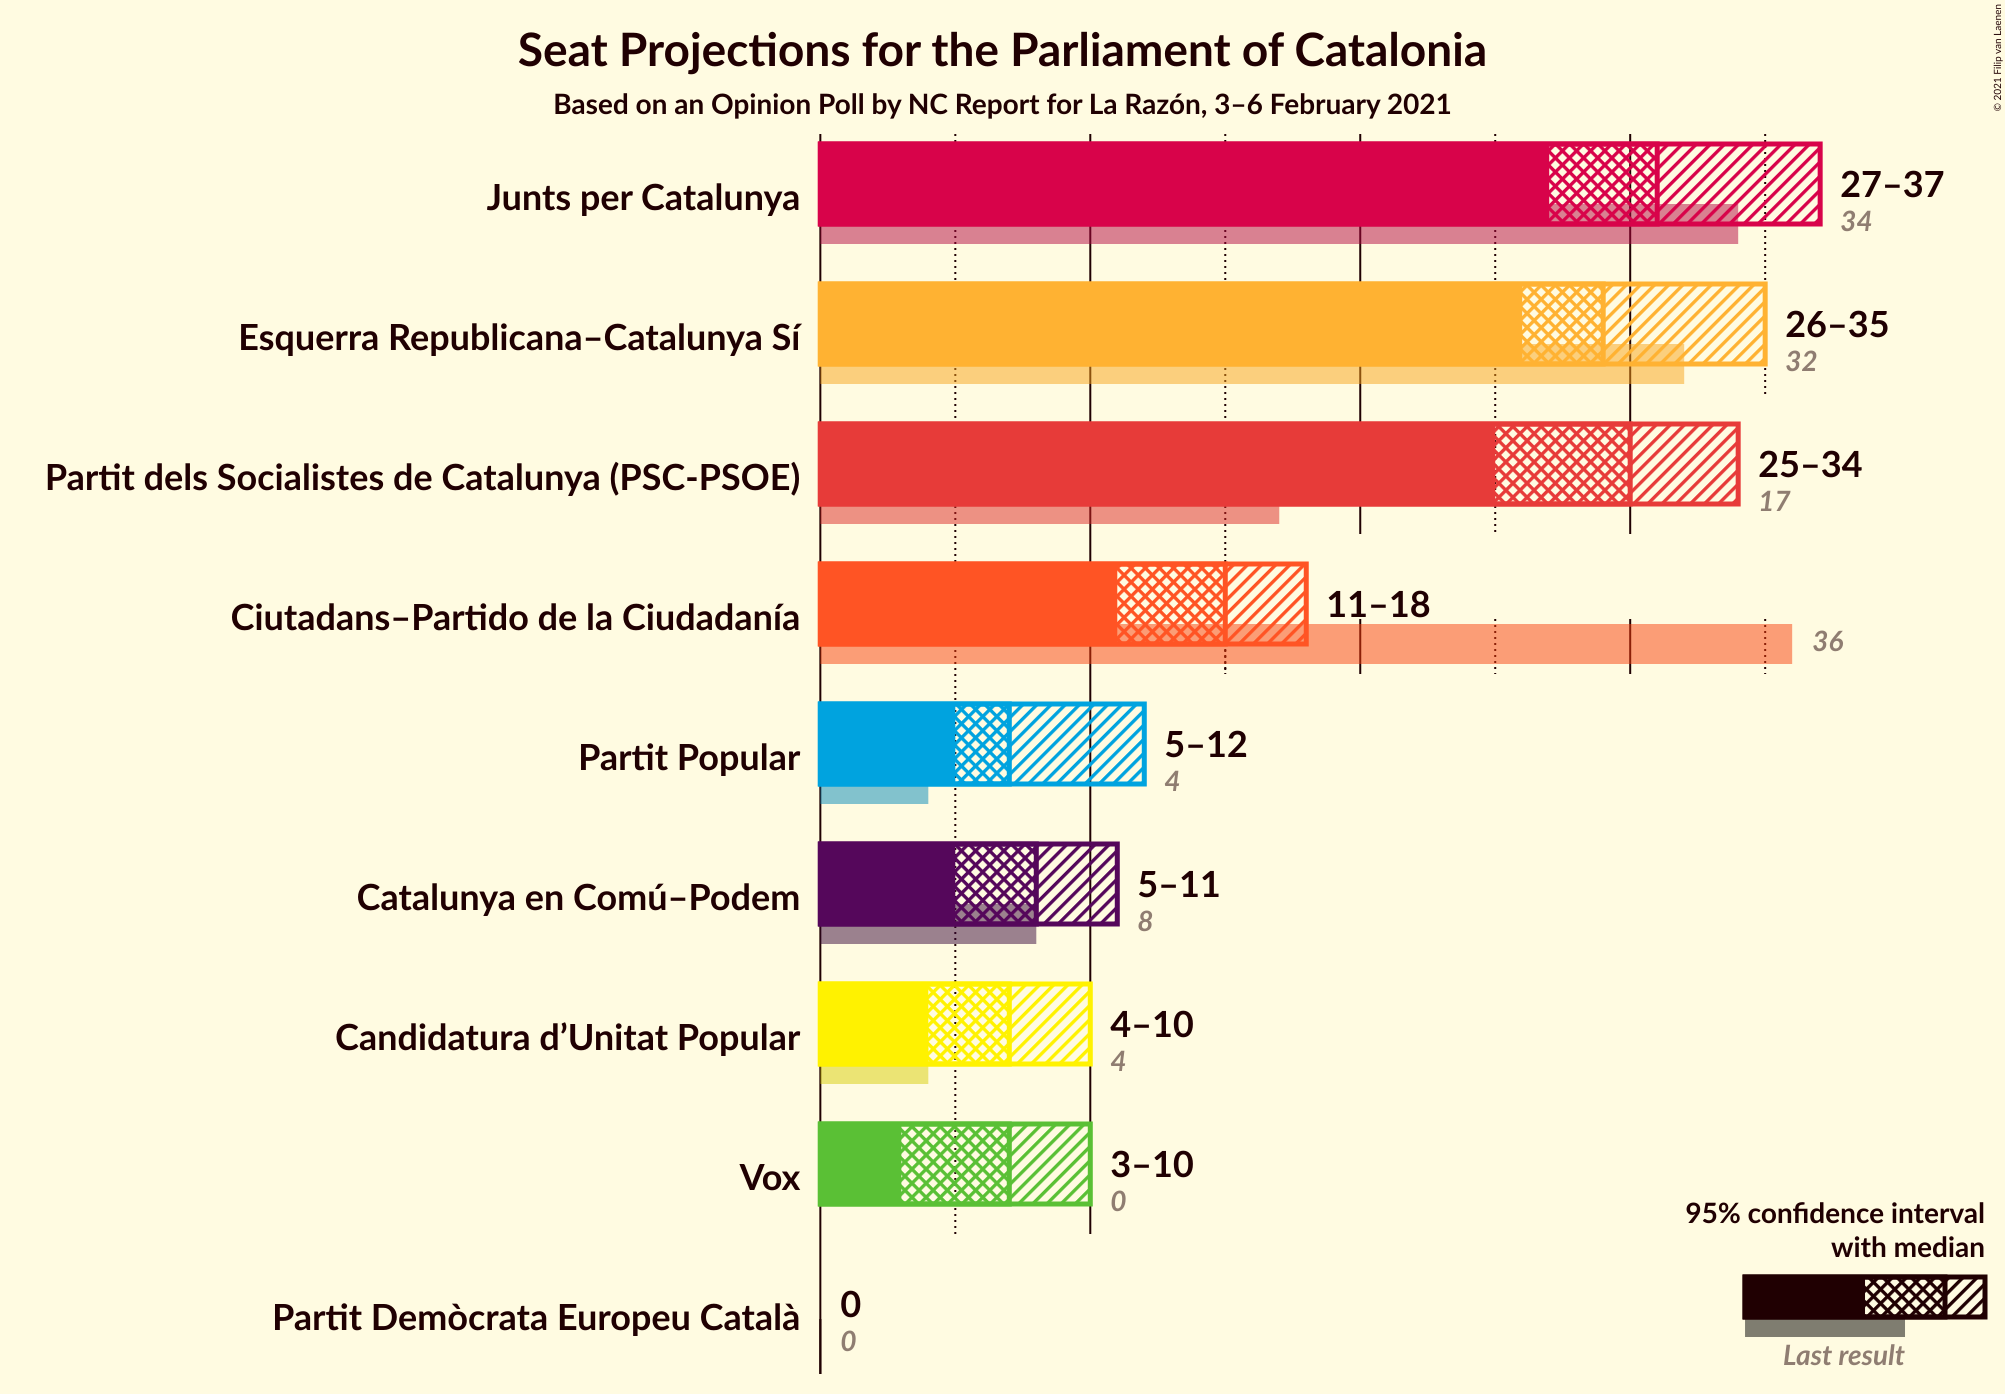 Seat Projections for the Parliament of Catalonia
Based on an Opinion Poll by NC Report for La Razón, 3–6 February 2021
© 2021 Filip van Laenen
Junts per Catalunya
27–37
34
Esquerra Republicana–Catalunya Sí
26–35
32
Partit dels Socialistes de Catalunya (PSC-PSOE)
25–34
17
Ciutadans–Partido de la Ciudadanía
11–18
36
Partit Popular
5–12
4
Catalunya en Comú–Podem
5–11
8
Candidatura d’Unitat Popular
4–10
4
Vox
3–10
0
Partit Demòcrata Europeu Català
0
0
95% confidence interval
with median
Last result